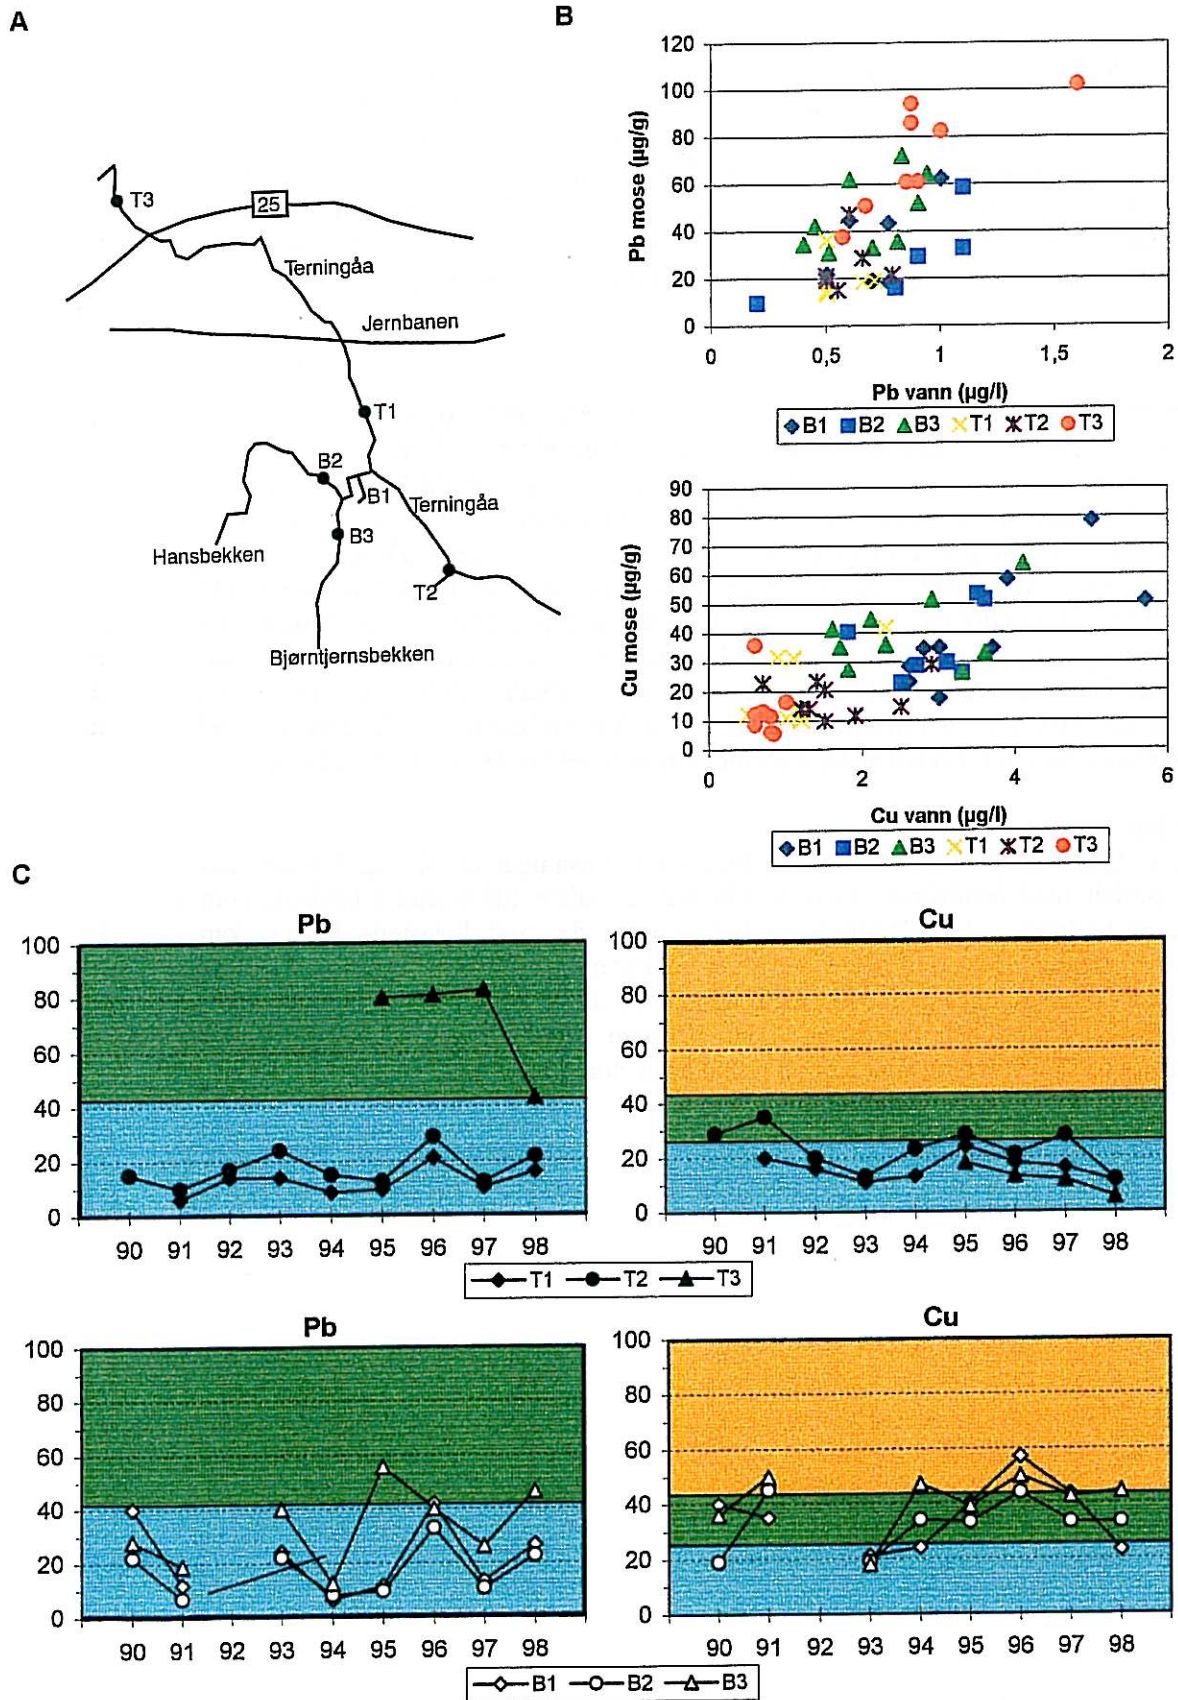 A
T3
25
Terningåa
Jernbanen
T1
B2
B1
Terningåa
B3
Hansbekken
T2
Bjørntjernsbekken
B
120
100
80
60
40
20
0
Pb mose (µg/g)
0 0,5 1 1,5 2
Pb vann (µg/l)
B1 B2 B3 T1 T2 T3
90
80
70
60
50
40
30
20
10
0
Cu mose (µg/g)
0 2 4 6
Cu vann (µg/l)
B1 B2 B3 T1 T2 T3
C
Pb
100
80
60
40
20
0
90 91 92 93 94 95 96 97 98
Cu
100
80
60
40
20
0
90 91 92 93 94 95 96 97 98
T1 T2 T3
Pb
100
80
60
40
20
0
90 91 92 93 94 95 96 97 98
Cu
100
80
60
40
20
0
90 91 92 93 94 95 96 97 98
B1 B2 B3